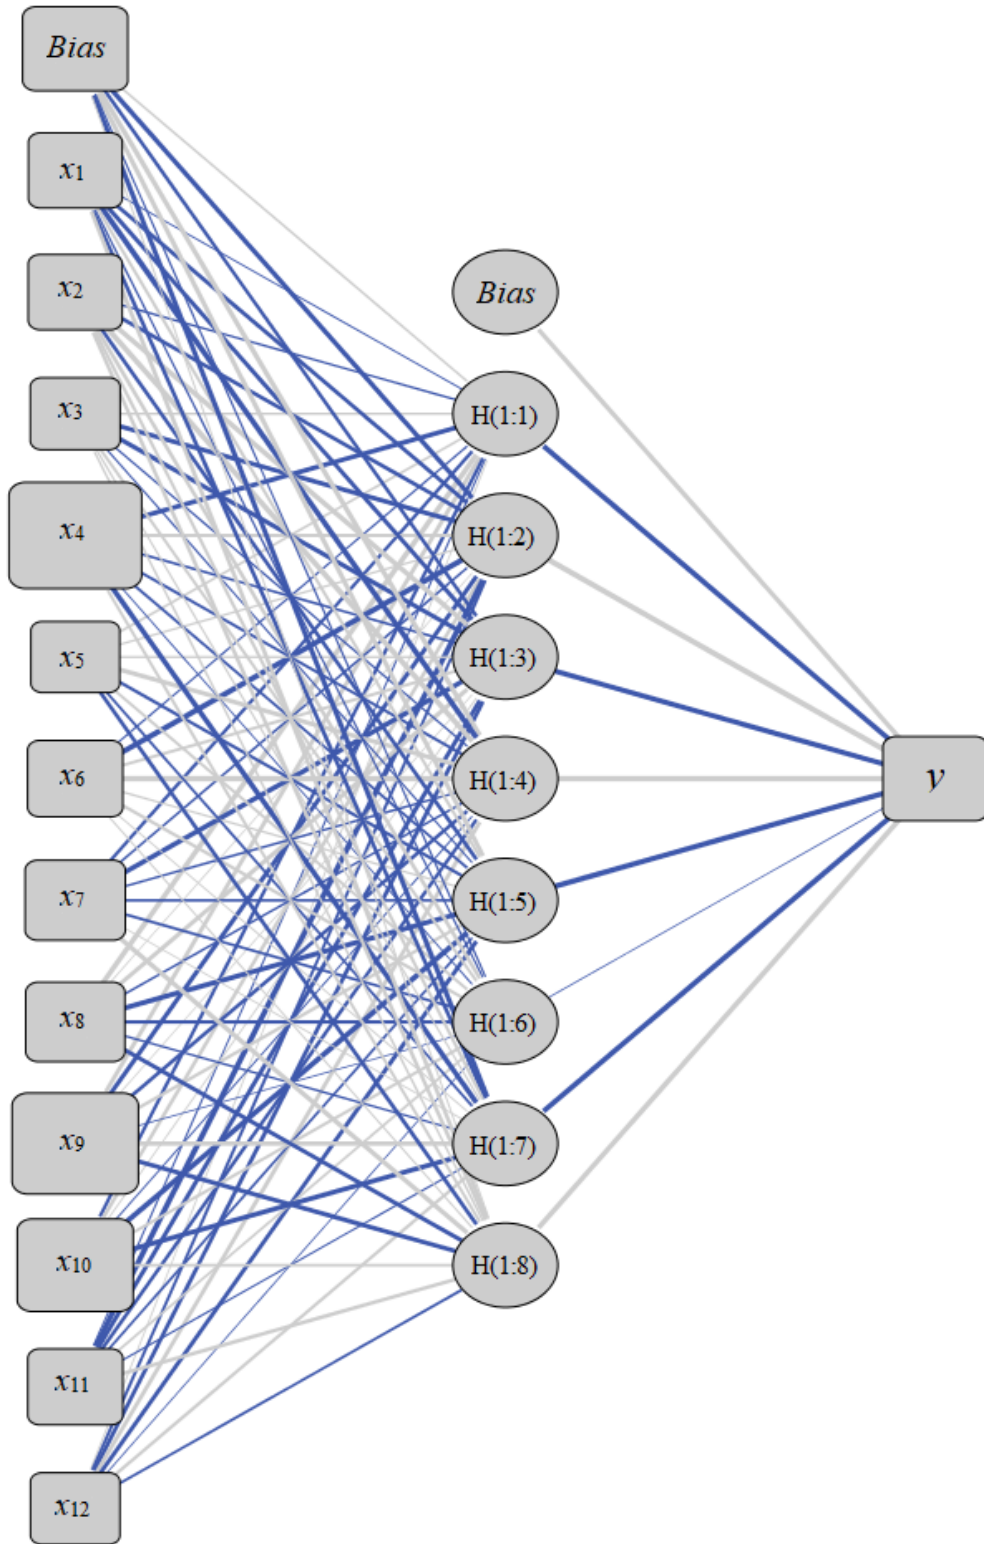 Bias
x1
x2
x3
x4
x5
x6
x7
x8
x9
x10
x11
x12
Bias
H(1:1)
H(1:2)
H(1:3)
H(1:4)
H(1:5)
H(1:6)
H(1:7)
H(1:8)
y